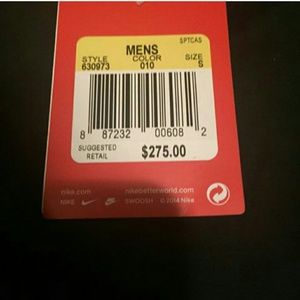 SPTCAS
MENS
STYLE COLOR SIZE
630973 010 S
8 87232 00608 2
SUGGESTED
RETAIL $275.00
nike.com nikebetterworld.com
NIKE SWOOSH © 2014 Nike